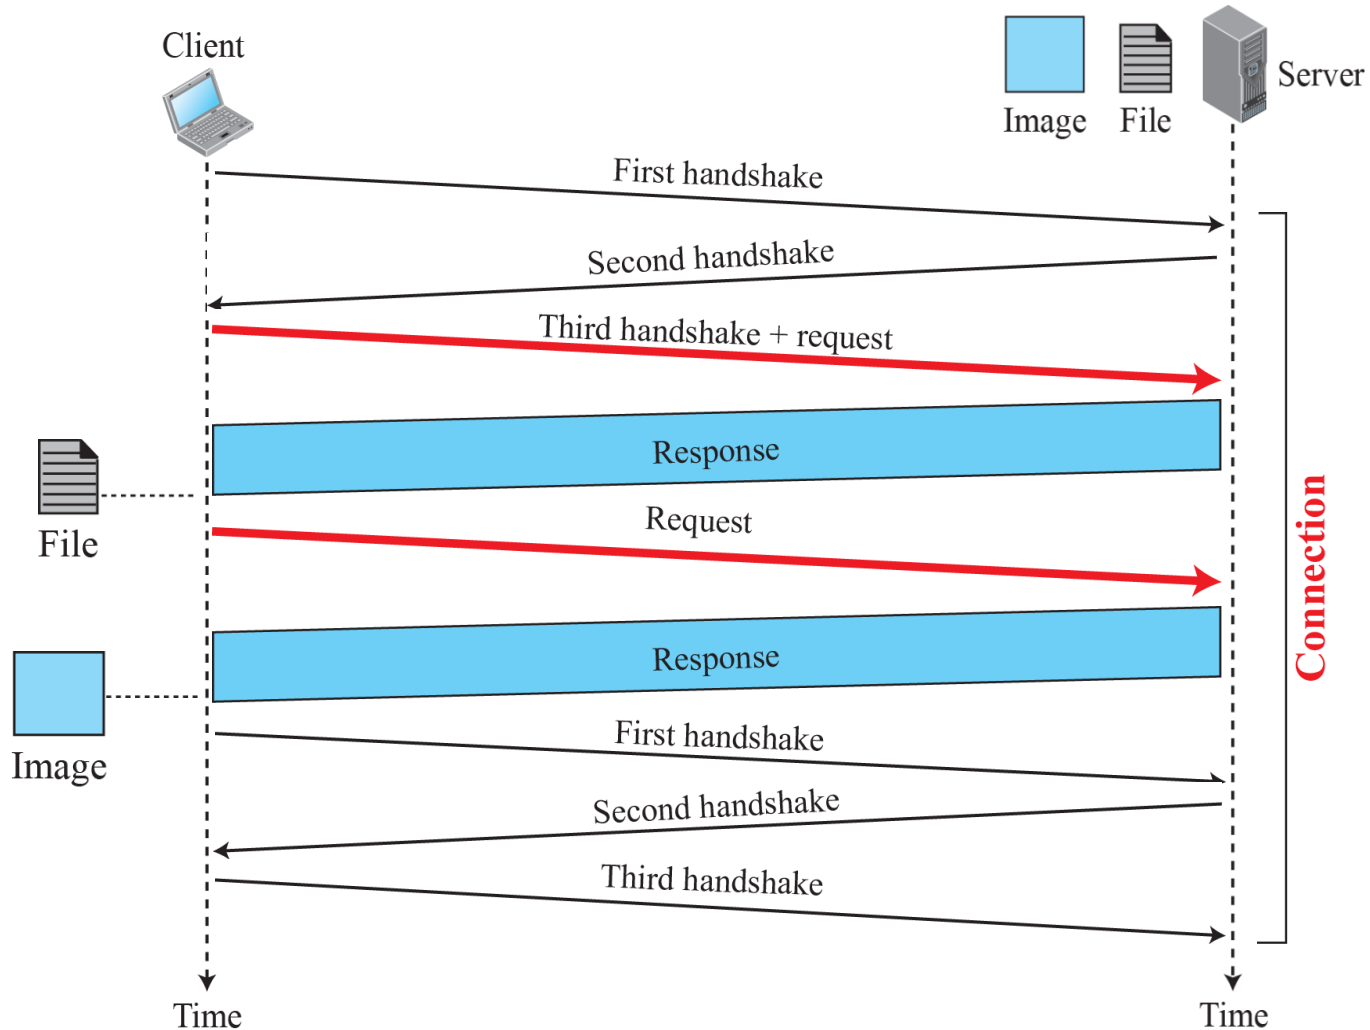 Client
Server
Image
File
First handshake
Second handshake
Third handshake + request
Response
File
Request
Connection
Response
Image
First handshake
Second handshake
Third handshake
Time
Time